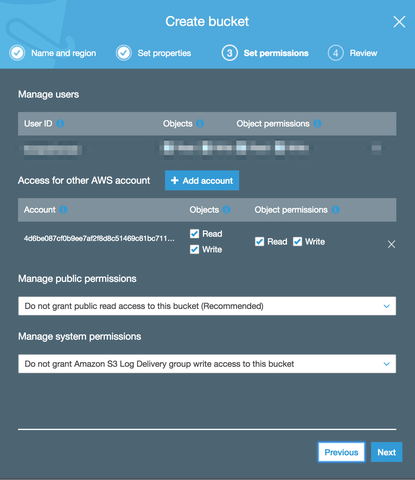 Create bucket
Name and region
Set properties
3 Set permissions
4 Review
Manage users
User ID Objects Object permissions
Access for other AWS account + Add account
Account Objects Object permissions
4d6be087cf0b9ee7af2f8d8c51469c81bc711... Read Write Read Write
Manage public permissions
Do not grant public read access to this bucket (Recommended)
Manage system permissions
Do not grant Amazon S3 Log Delivery group write access to this bucket
Previous Next